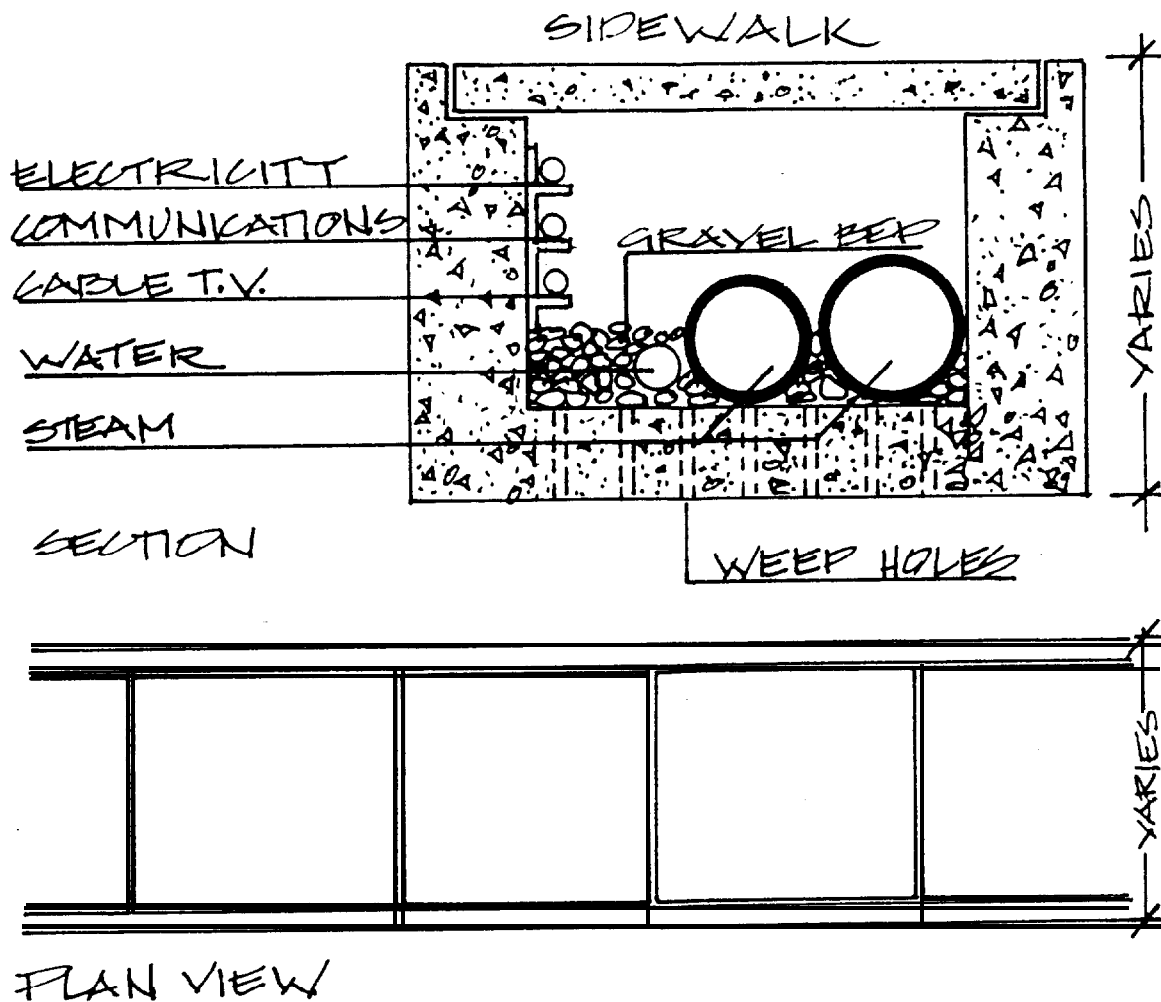 SIDEWALK
ELECTRICITY
COMMUNICATIONS
CABLE T.V.
GRAVEL BED
WATER
STEAM
VARIES
SECTION
WEEP HOLES
VARIES
PLAN VIEW